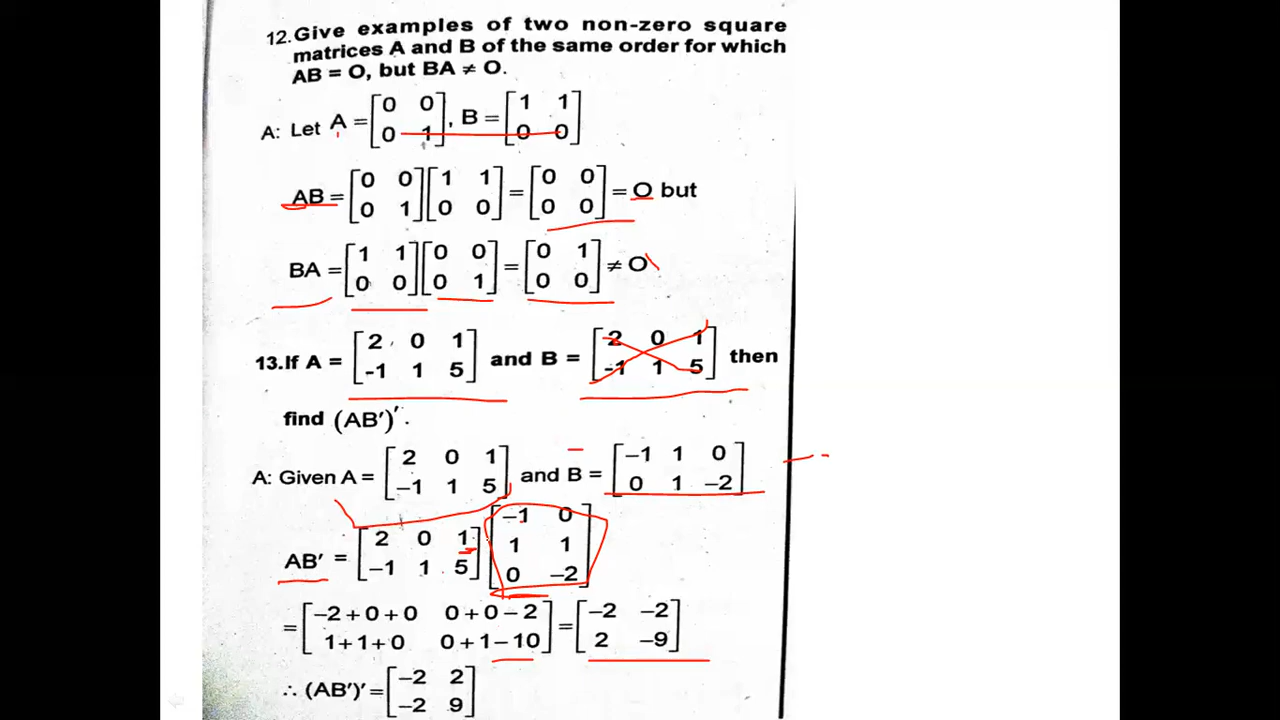 12. Give examples of two non-zero square
matrices A and B of the same order for which
AB = O, but BA ≠ O.
A: Let A = [0 0; 0 1], B = [1 1; 0 0]
AB = [0 0; 0 1] [1 1; 0 0] = [0 0; 0 0] = O but
BA = [1 1; 0 0] [0 0; 0 1] = [0 1; 0 0] ≠ O
13. If A = [2 0 1; -1 1 5] and B = [2 0 1; -1 1 5] then
find (AB′)′.
A: Given A = [2 0 1; −1 1 5] and B = [−1 1 0; 0 1 −2]
AB′ = [2 0 1; −1 1 5] [−1 0; 1 1; 0 −2]
= [−2+0+0 0+0−2; 1+1+0 0+1−10] = [−2 −2; 2 −9]
∴ (AB′)′ = [−2 2; −2 9]